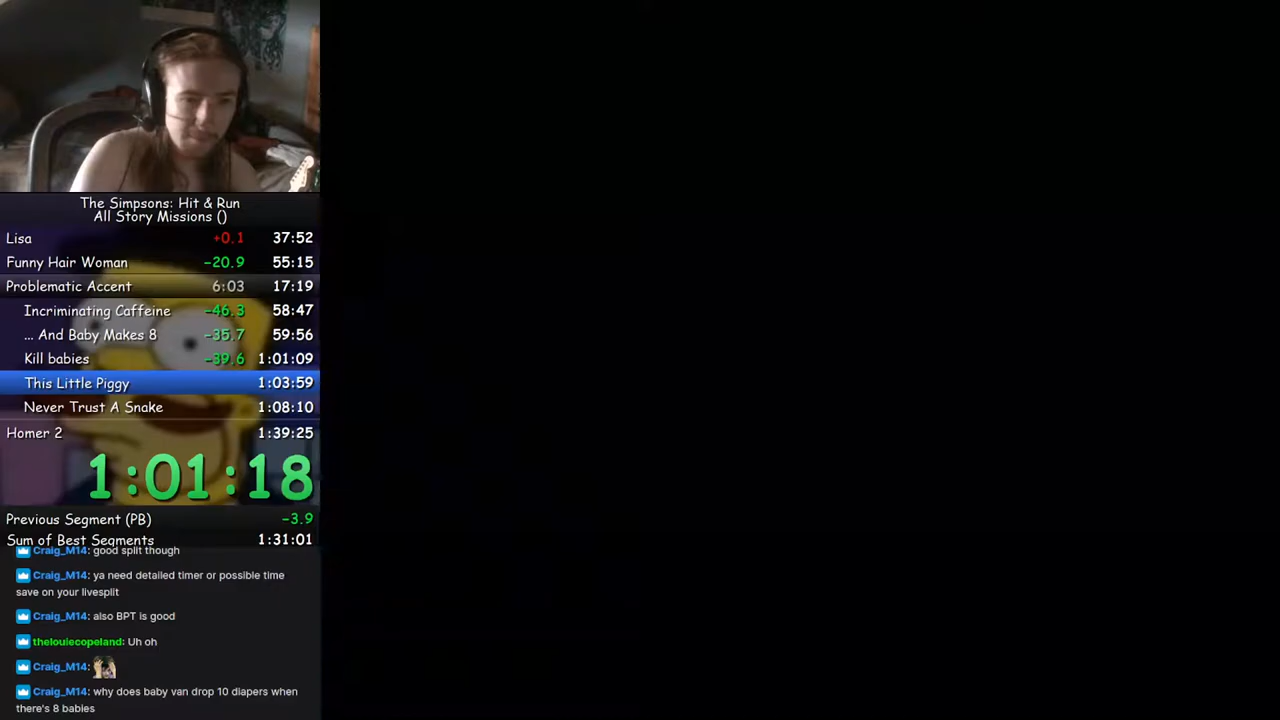 The Simpsons: Hit & Run
All Story Missions ()
Lisa +0.1 37:52
Funny Hair Woman -20.9 55:15
Problematic Accent 6:03 17:19
Incriminating Caffeine -46.3 58:47
... And Baby Makes 8 -35.7 59:56
Kill babies -39.6 1:01:09
This Little Piggy 1:03:59
Never Trust A Snake 1:08:10
Homer 2 1:39:25
1:01:18
Previous Segment (PB) -3.9
Sum of Best Segments 1:31:01
Craig_M14: good split though
Craig_M14: ya need detailed timer or possible time
save on your livesplit
Craig_M14: also BPT is good
thelouiecopeland: Uh oh
Craig_M14:
Craig_M14: why does baby van drop 10 diapers when
there's 8 babies